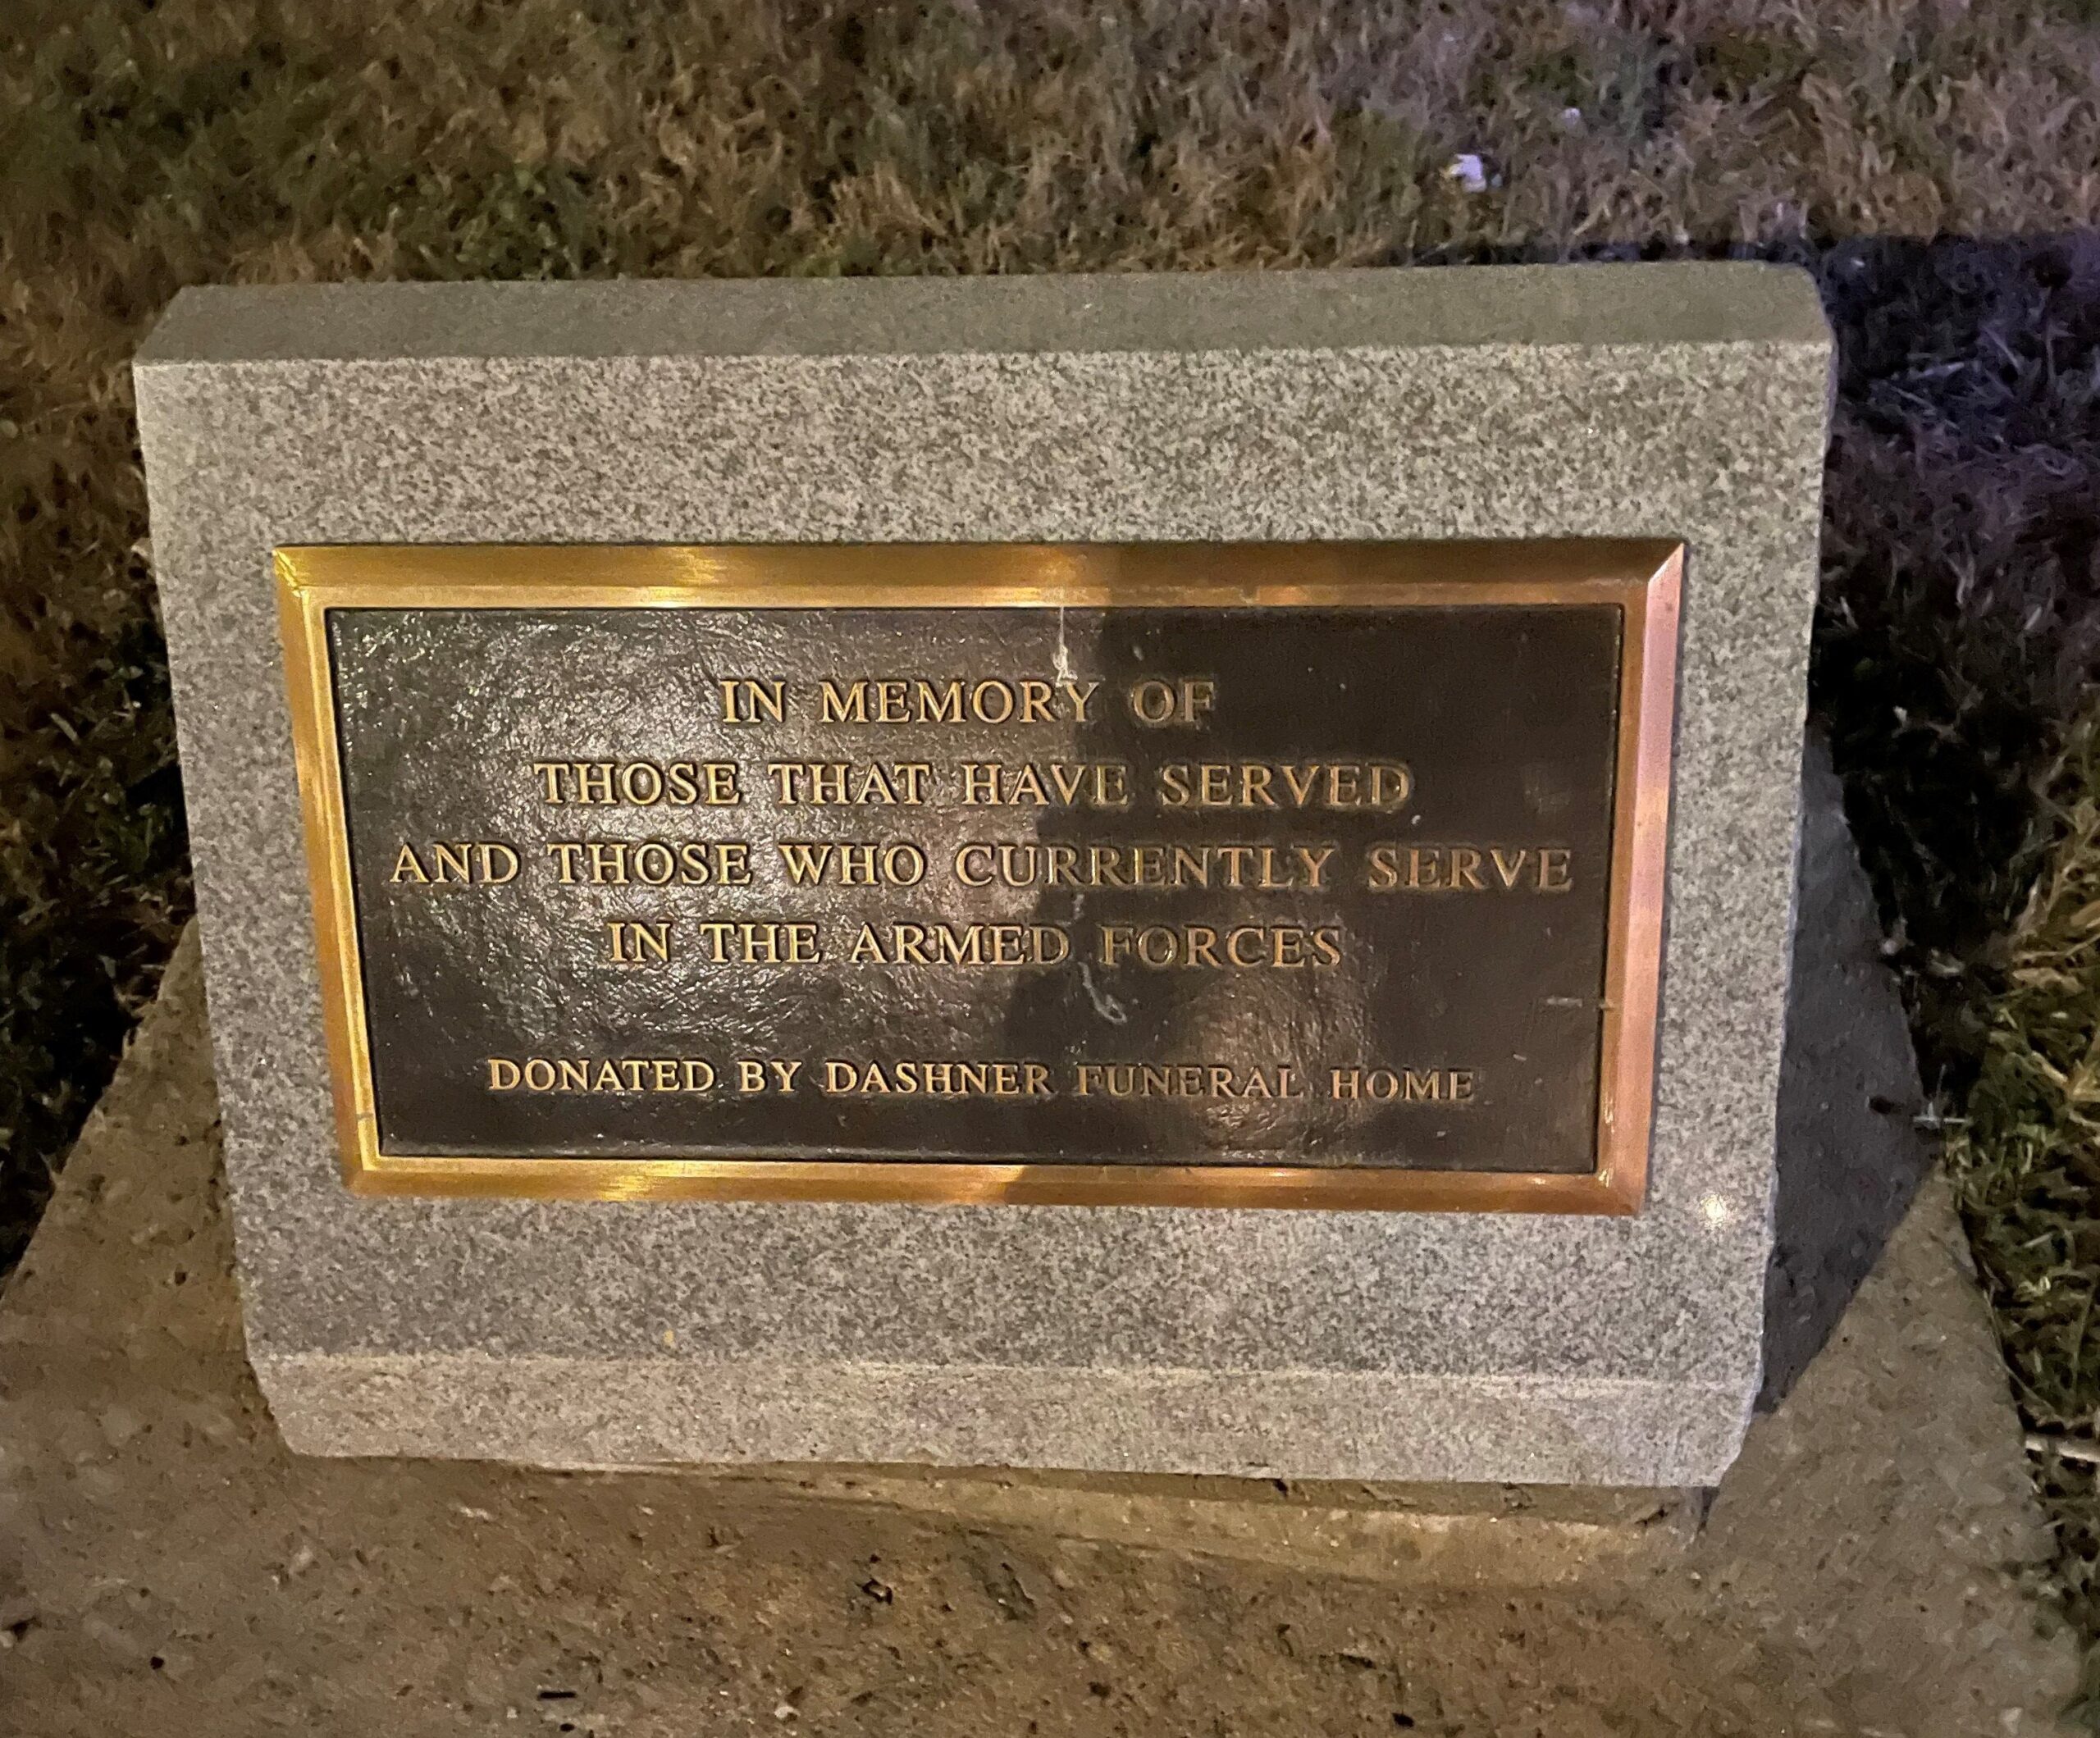 IN MEMORY OF
THOSE THAT HAVE SERVED
AND THOSE WHO CURRENTLY SERVE
IN THE ARMED FORCES
DONATED BY DASHNER FUNERAL HOME